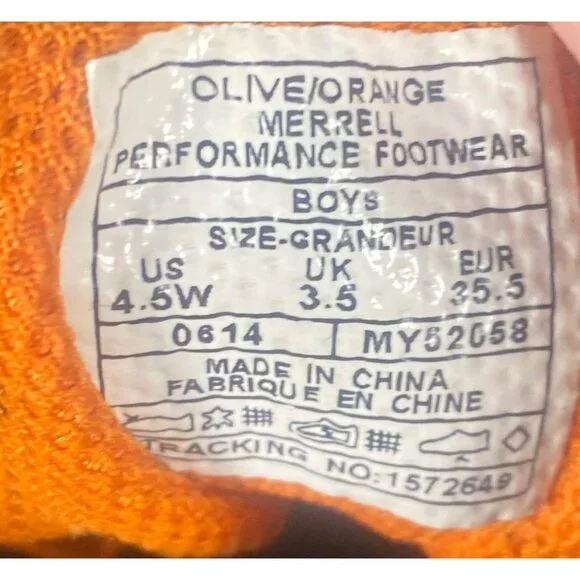 OLIVE/ORANGE
MERRELL
PERFORMANCE FOOTWEAR
BOYS
SIZE-GRANDEUR
US UK EUR
4.5W 3.5 35.5
0614 MY52058
MADE IN CHINA
FABRIQUE EN CHINE
TRACKING NO:1572649